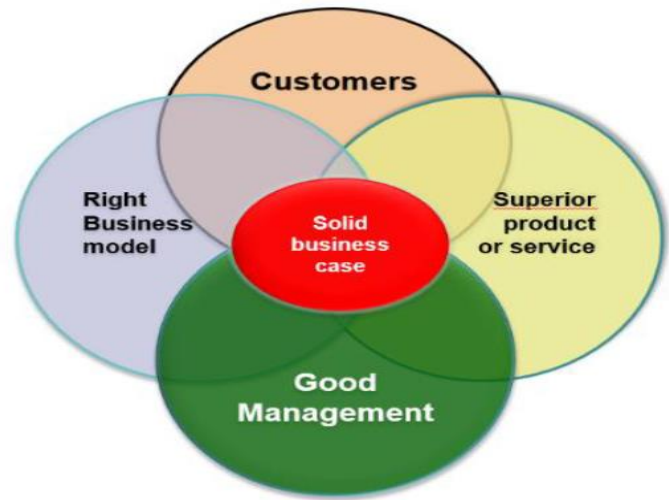 Customers
Right
Business
model
Superior
product
or service
Solid
business
case
Good
Management